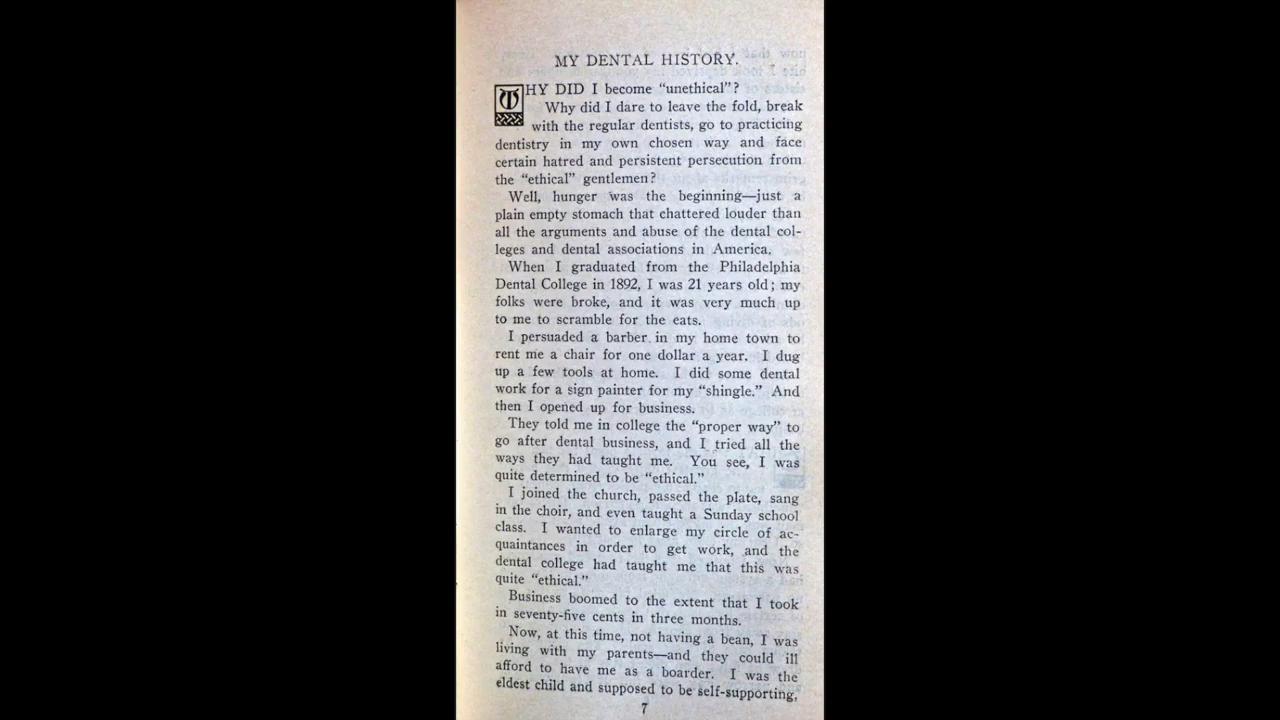 MY DENTAL HISTORY.
WHY DID I become “unethical”?
Why did I dare to leave the fold, break
with the regular dentists, go to practicing
dentistry in my own chosen way and face
certain hatred and persistent persecution from
the “ethical” gentlemen?
Well, hunger was the beginning—just a
plain empty stomach that chattered louder than
all the arguments and abuse of the dental col-
leges and dental associations in America.
When I graduated from the Philadelphia
Dental College in 1892, I was 21 years old; my
folks were broke, and it was very much up
to me to scramble for the eats.
I persuaded a barber in my home town to
rent me a chair for one dollar a year. I dug
up a few tools at home. I did some dental
work for a sign painter for my “shingle.” And
then I opened up for business.
They told me in college the “proper way” to
go after dental business, and I tried all the
ways they had taught me. You see, I was
quite determined to be “ethical.”
I joined the church, passed the plate, sang
in the choir, and even taught a Sunday school
class. I wanted to enlarge my circle of ac-
quaintances in order to get work, and the
dental college had taught me that this was
quite “ethical.”
Business boomed to the extent that I took
in seventy-five cents in three months.
Now, at this time, not having a bean, I was
living with my parents—and they could ill
afford to have me as a boarder. I was the
eldest child and supposed to be self-supporting,
7